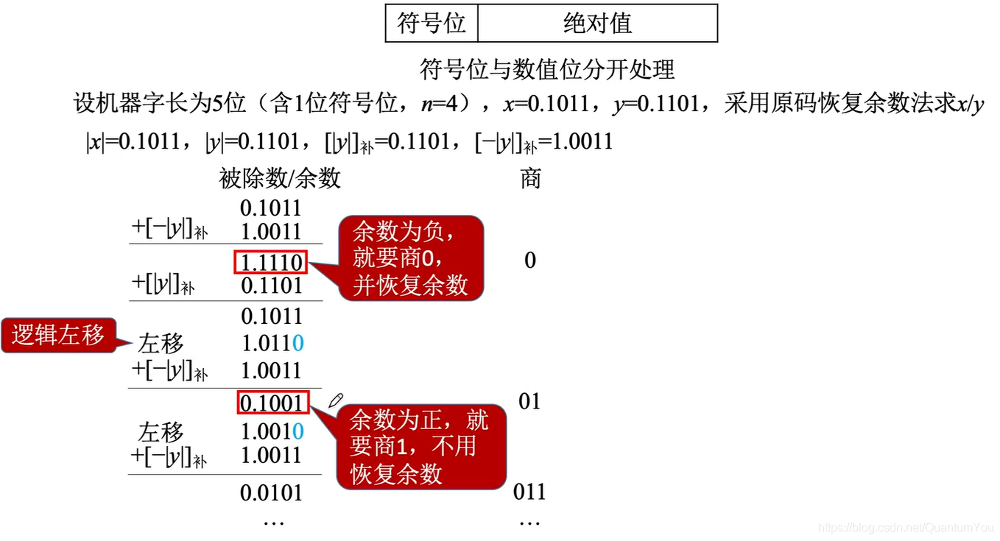 符号位 绝对值
符号位与数值位分开处理
设机器字长为5位（含1位符号位，n=4），x=0.1011，y=0.1101，采用原码恢复余数法求x/y
|x|=0.1011，|y|=0.1101，[|y|]补=0.1101，[−|y|]补=1.0011
被除数/余数 商
0.1011
+[−|y|]补 1.0011
余数为负，
就要商0，
并恢复余数
1.1110 0
+[|y|]补 0.1101
0.1011
逻辑左移
左移 1.0110
+[−|y|]补 1.0011
0.1001 01
余数为正，就
要商1，不用
恢复余数
左移 1.0010
+[−|y|]补 1.0011
0.0101 011
… …
https://blog.csdn.net/QuantumYou